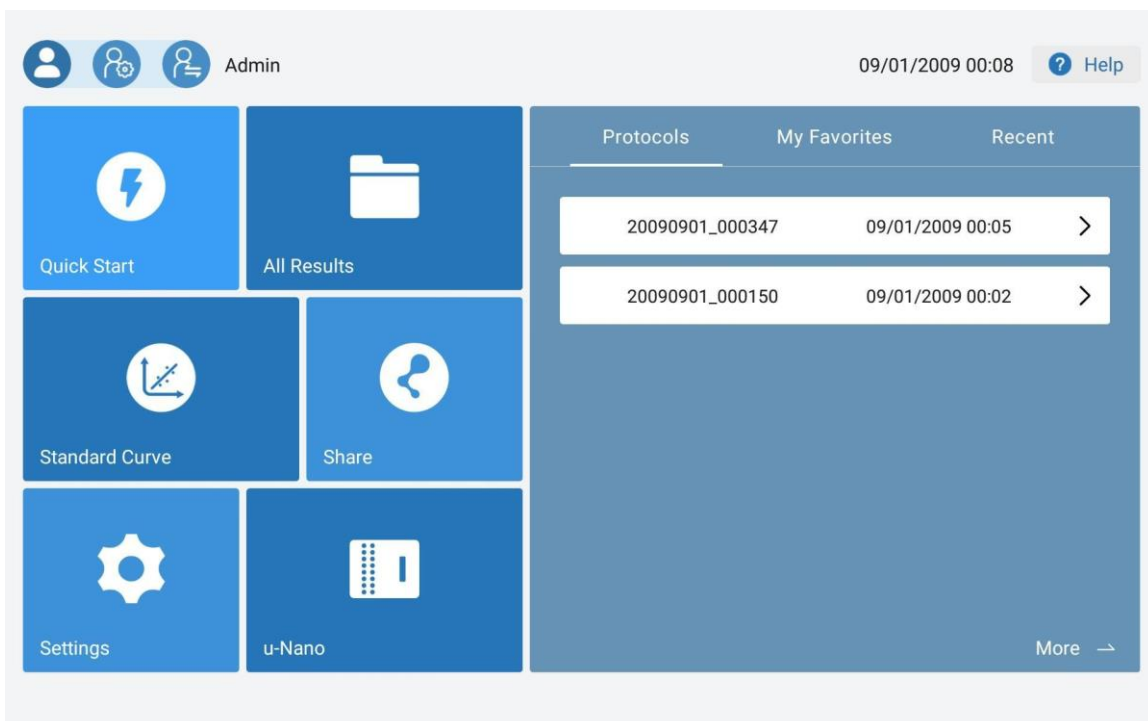 Admin
09/01/2009 00:08
? Help
Quick Start
All Results
Standard Curve
Share
Settings
u-Nano
Protocols My Favorites Recent
20090901_000347 09/01/2009 00:05
20090901_000150 09/01/2009 00:02
More